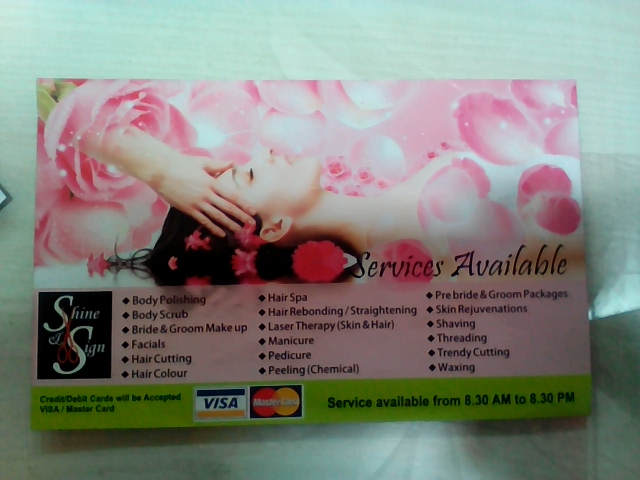 Services Available
Shine
&
Sign
◆ Body Polishing
◆ Body Scrub
◆ Bride & Groom Make up
◆ Facials
◆ Hair Cutting
◆ Hair Colour
◆ Hair Spa
◆ Hair Rebonding / Straightening
◆ Laser Therapy (Skin & Hair)
◆ Manicure
◆ Pedicure
◆ Peeling (Chemical)
◆ Pre bride & Groom Packages
◆ Skin Rejuvenations
◆ Shaving
◆ Threading
◆ Trendy Cutting
◆ Waxing
Credit/Debit Cards will be Accepted
VISA / Master Card
VISA
MasterCard
Service available from 8.30 AM to 8.30 PM